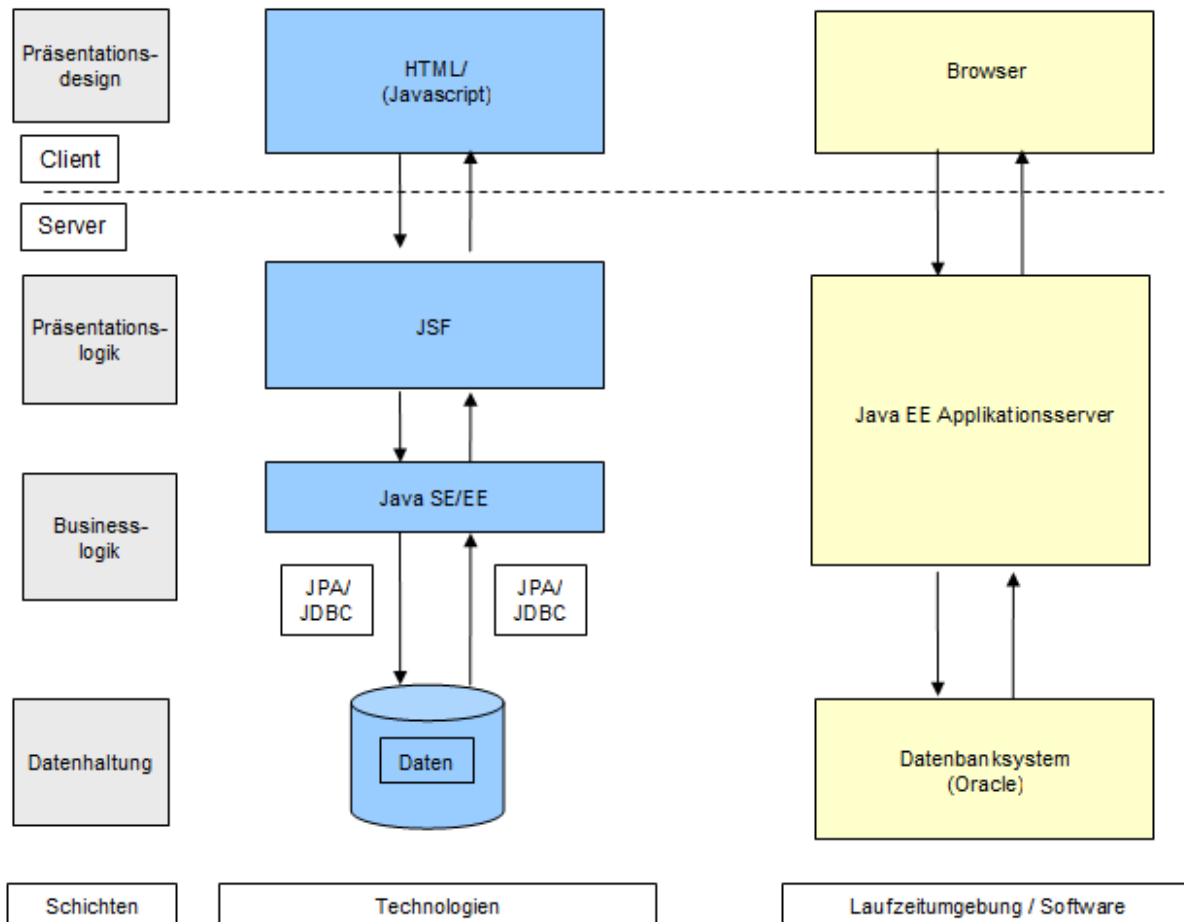 Präsentations-
design
HTML/
(Javascript)
Browser
Client
Server
Präsentations-
logik
JSF
Java EE Applikationsserver
Business-
logik
Java SE/EE
JPA/
JDBC
JPA/
JDBC
Datenhaltung
Daten
Datenbanksystem
(Oracle)
Schichten
Technologien
Laufzeitumgebung / Software